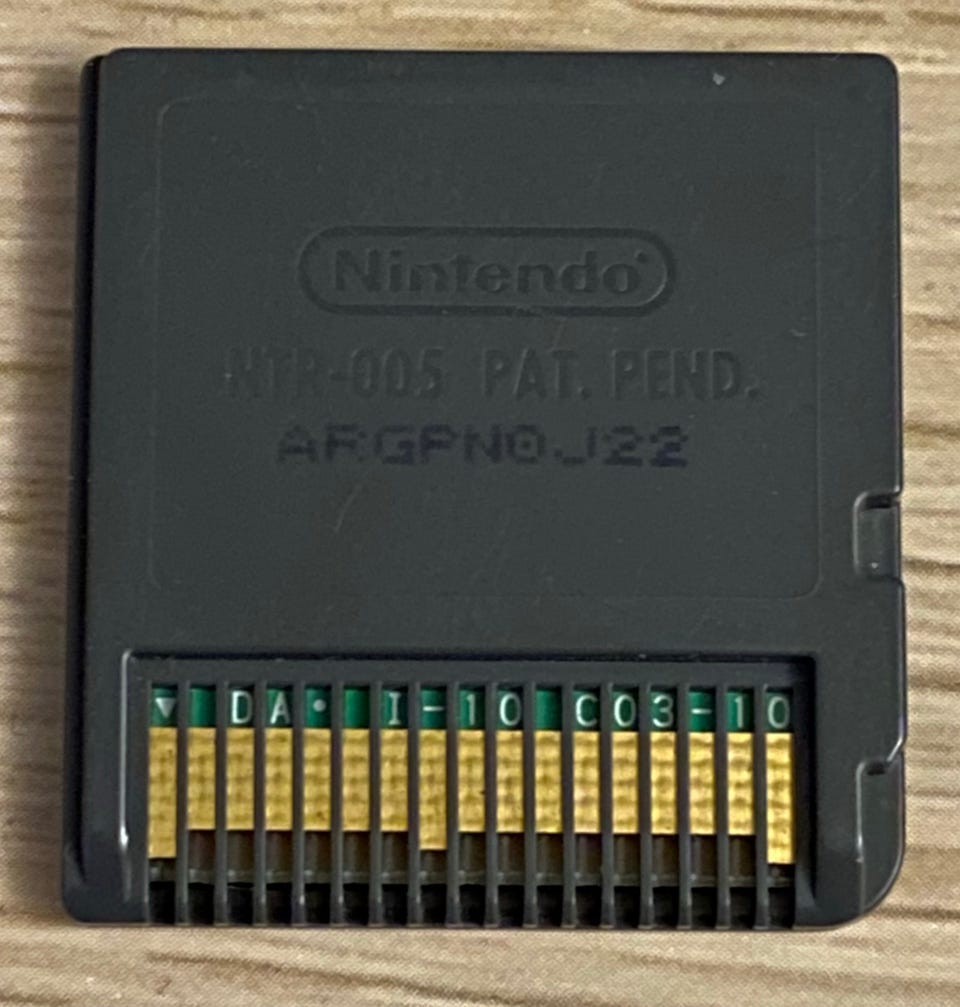 Nintendo®
NTR-005 PAT. PEND.
ARGPN0J22
▼ DA• I-10 C03-10